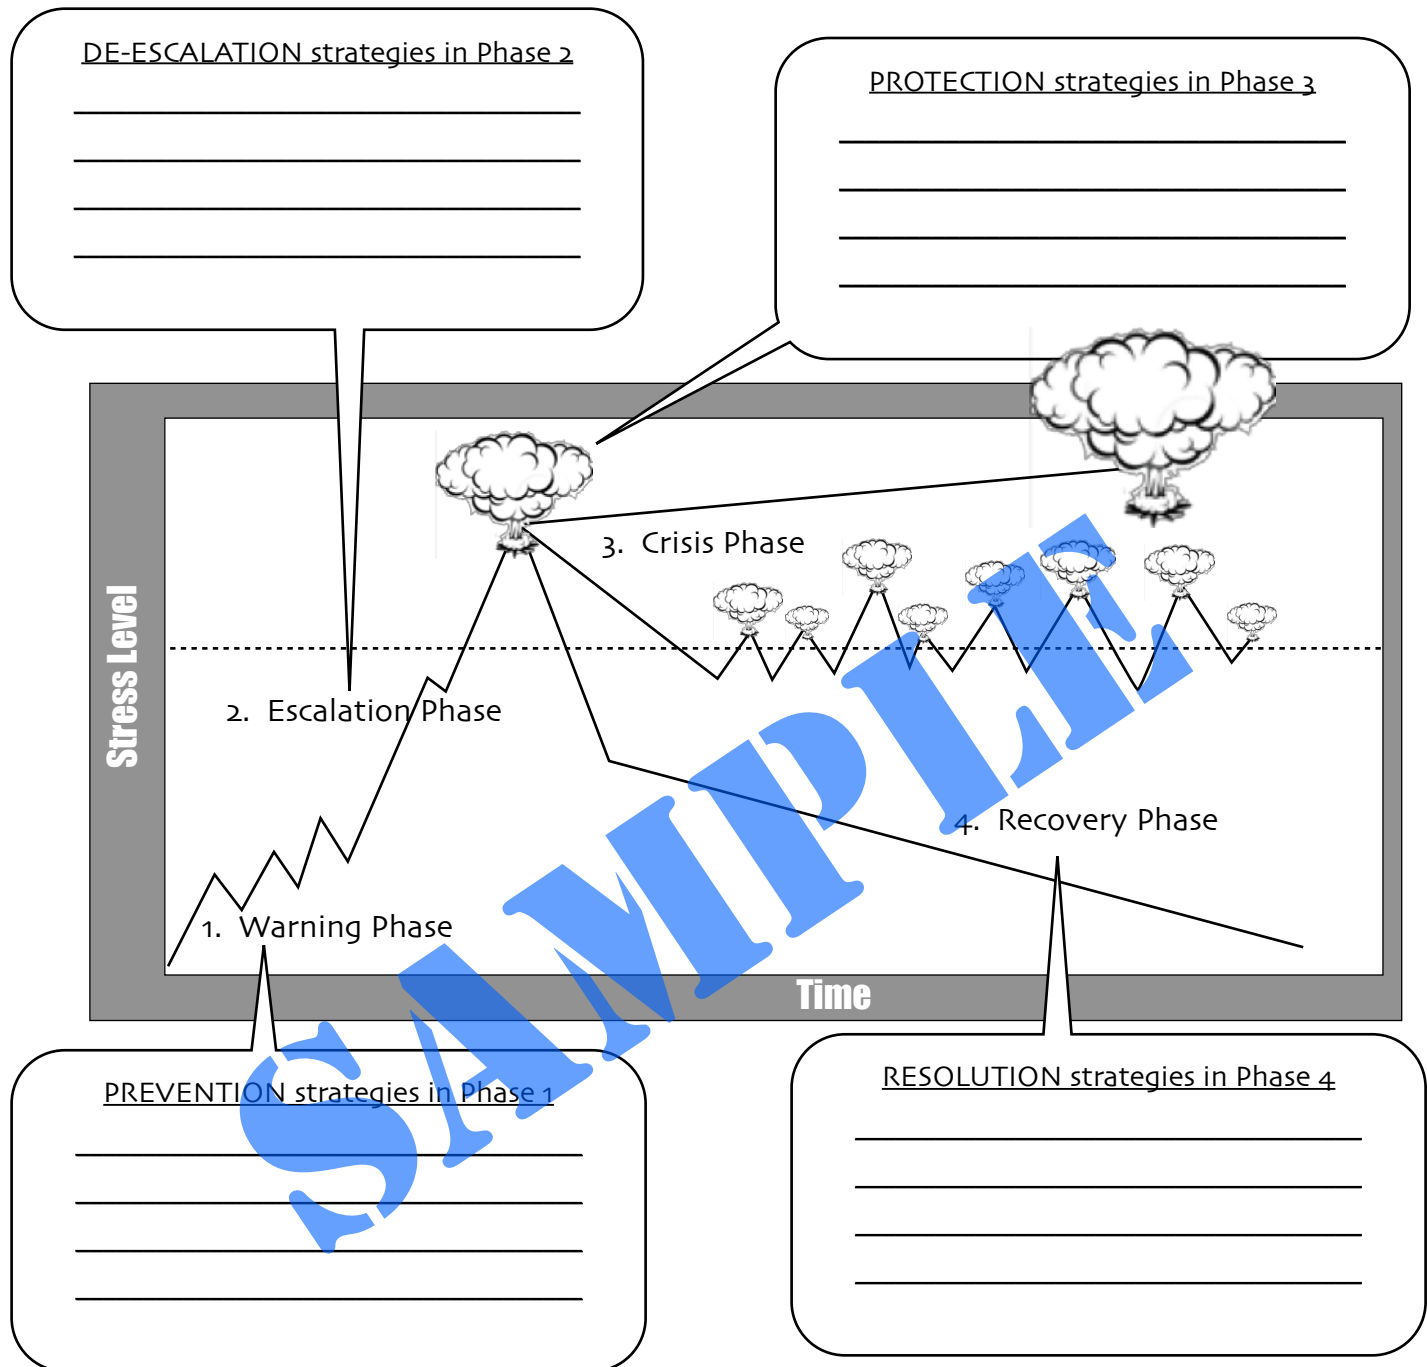 DE-ESCALATION strategies in Phase 2
PROTECTION strategies in Phase 3
3. Crisis Phase
Stress Level
2. Escalation Phase
4. Recovery Phase
1. Warning Phase
Time
SAMPLE
PREVENTION strategies in Phase 1
RESOLUTION strategies in Phase 4